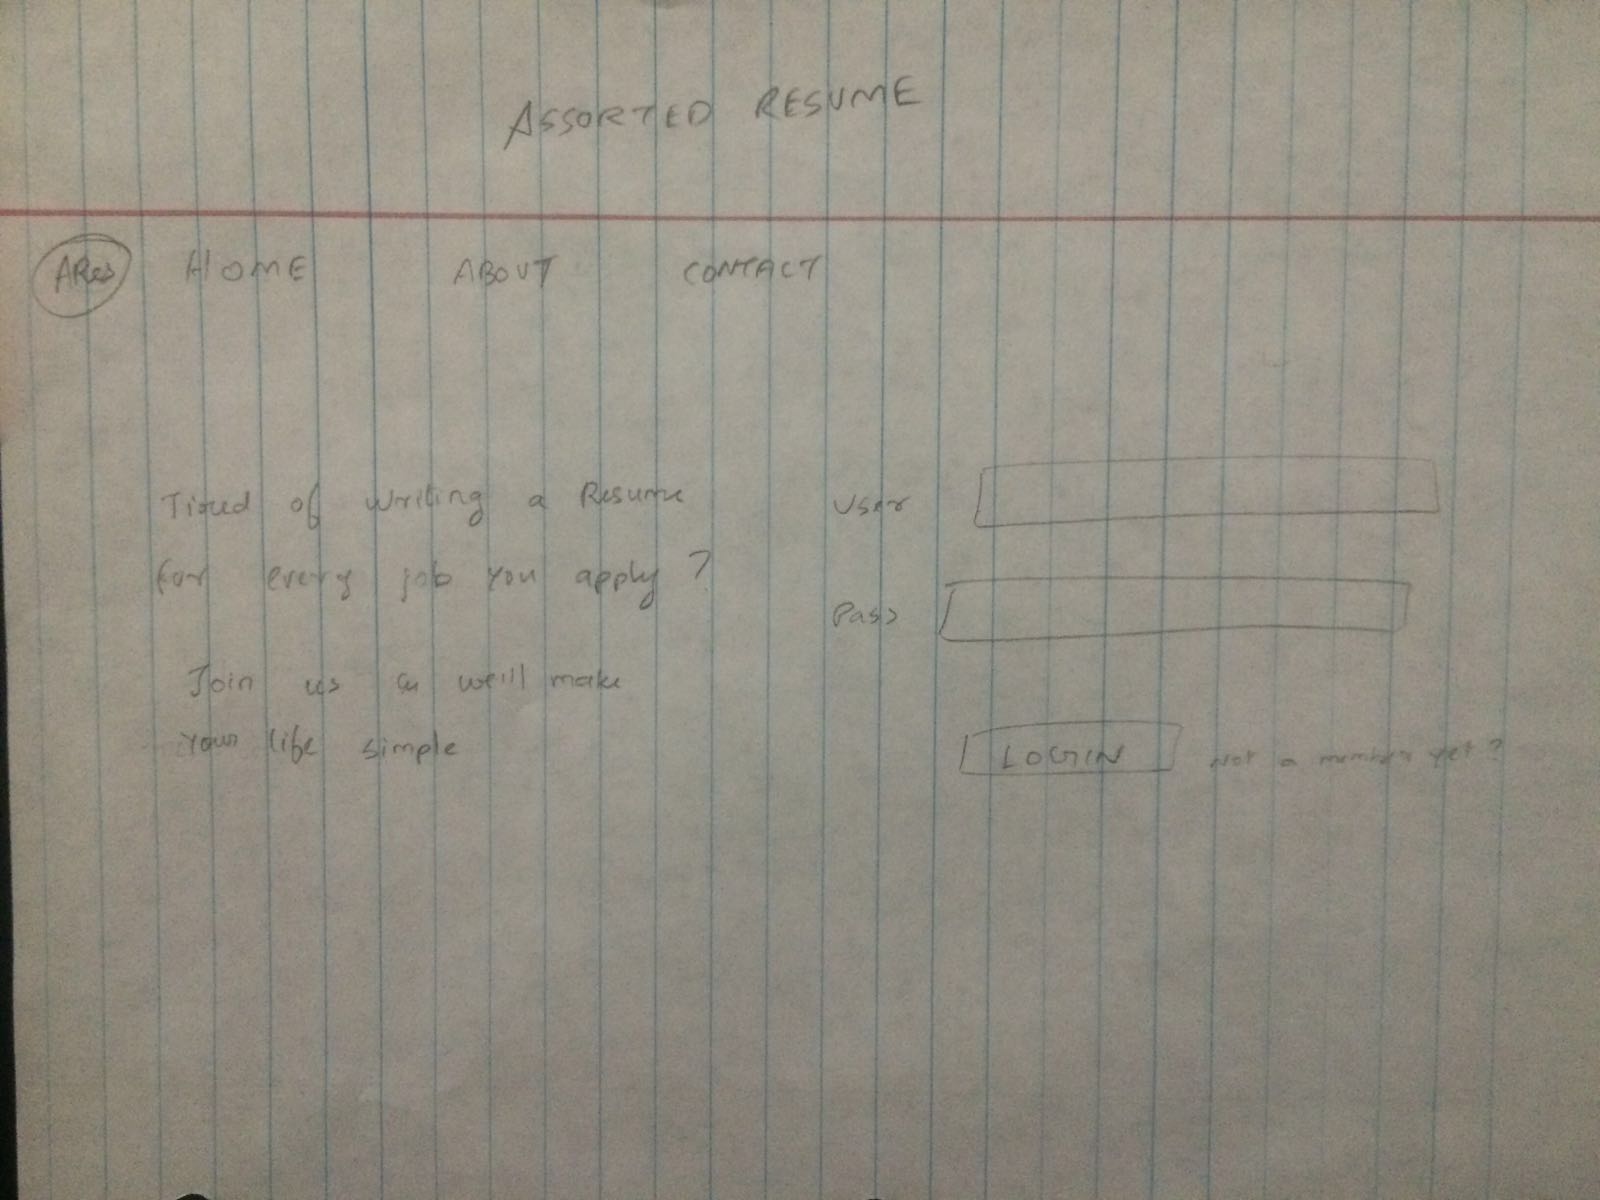 ASSORTED RESUME
ARes HOME ABOUT CONTACT
Tired of writing a Resume
for every job you apply?
Join us & we'll make
your life simple
User
Pass
LOGIN Not a member yet?